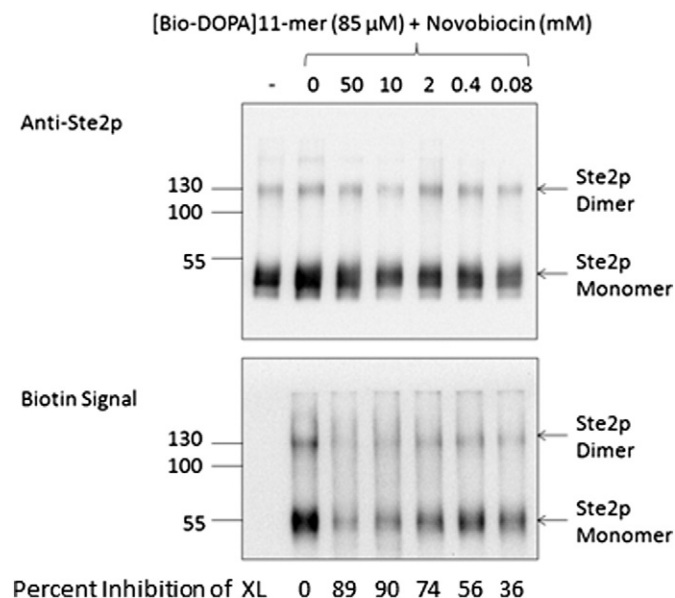 [Bio-DOPA]11-mer (85 µM) + Novobiocin (mM)
- 0 50 10 2 0.4 0.08
Anti-Ste2p
130
100
55
Ste2p
Dimer
Ste2p
Monomer
Biotin Signal
130
100
55
Ste2p
Dimer
Ste2p
Monomer
Percent Inhibition of XL 0 89 90 74 56 36